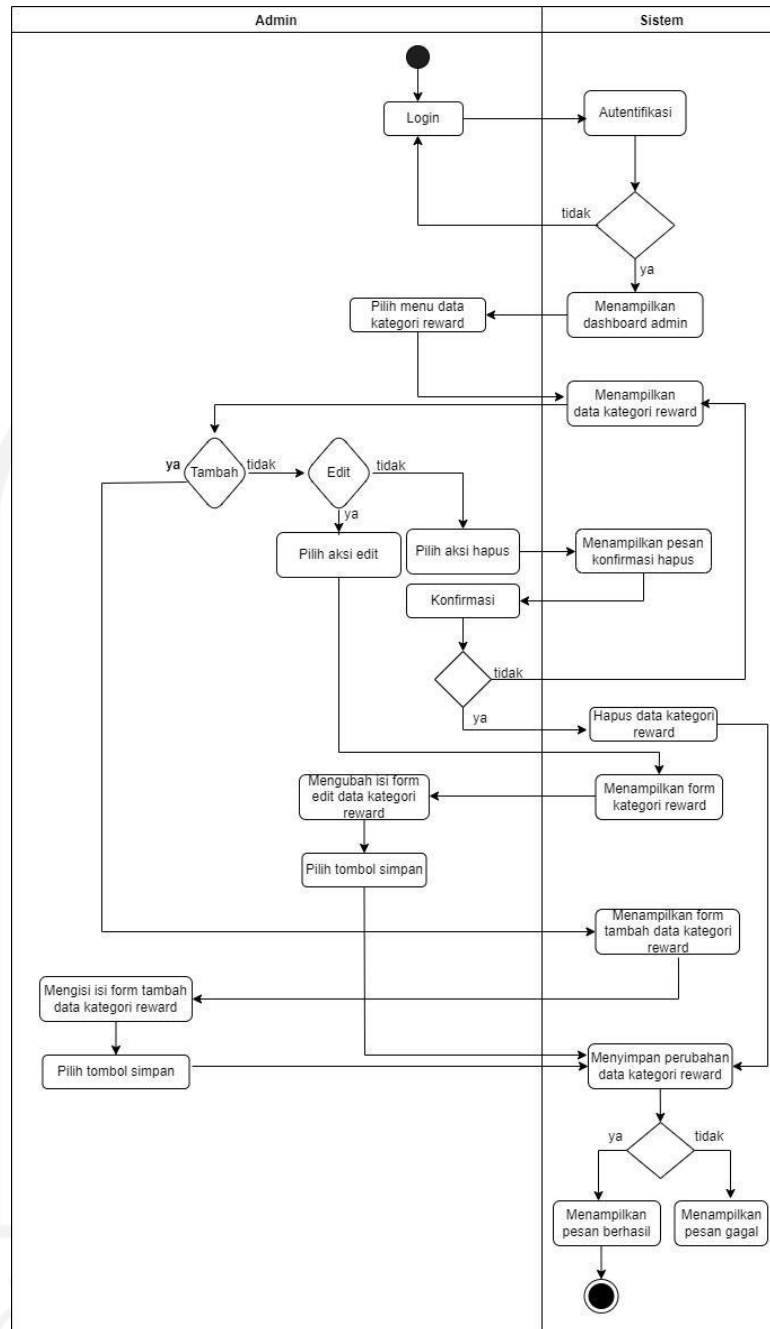 Admin
Sistem
Login
Autentifikasi
tidak
ya
Pilih menu data
kategori reward
Menampilkan
dashboard admin
Menampilkan
data kategori reward
ya
Tambah
tidak
Edit
tidak
ya
Pilih aksi edit
Pilih aksi hapus
Menampilkan pesan
konfirmasi hapus
Konfirmasi
tidak
ya
Hapus data kategori
reward
Mengubah isi form
edit data kategori
reward
Menampilkan form
kategori reward
Pilih tombol simpan
Menampilkan form
tambah data kategori
reward
Mengisi isi form tambah
data kategori reward
Pilih tombol simpan
Menyimpan perubahan
data kategori reward
ya
tidak
Menampilkan
pesan berhasil
Menampilkan
pesan gagal